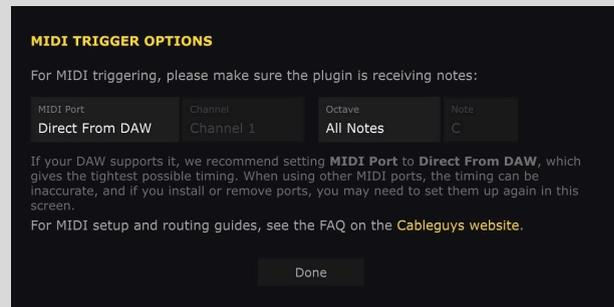 MIDI TRIGGER OPTIONS
For MIDI triggering, please make sure the plugin is receiving notes:
MIDI Port Channel Octave Note
Direct From DAW Channel 1 All Notes C
If your DAW supports it, we recommend setting MIDI Port to Direct From DAW, which
gives the tightest possible timing. When using other MIDI ports, the timing can be
inaccurate, and if you install or remove ports, you may need to set them up again in this
screen.
For MIDI setup and routing guides, see the FAQ on the Cableguys website.
Done